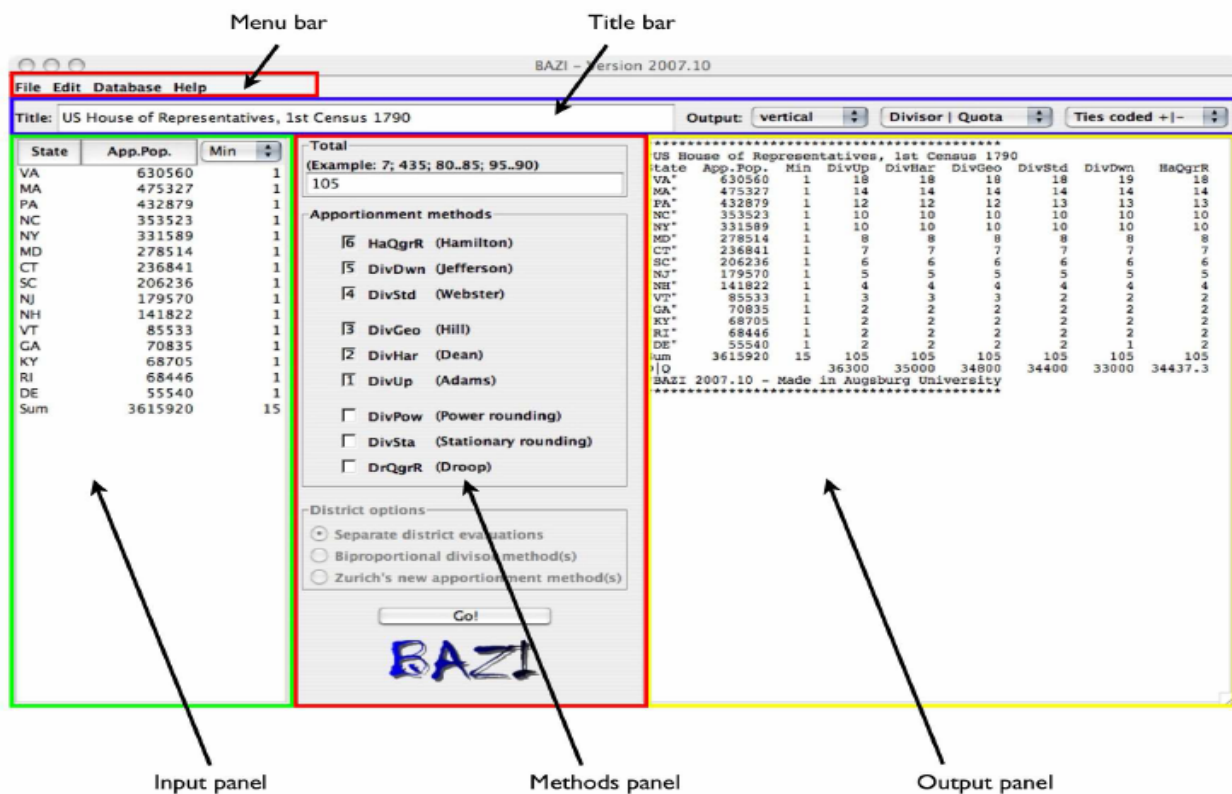 Menu bar
Title bar
BAZI – Version 2007.10
File Edit Database Help
Title: US House of Representatives, 1st Census 1790 Output: vertical Divisor | Quota Ties coded +|-
State App.Pop. Min
VA 630560 1
MA 475327 1
PA 432879 1
NC 353523 1
NY 331589 1
MD 278514 1
CT 236841 1
SC 206236 1
NJ 179570 1
NH 141822 1
VT 85533 1
GA 70835 1
KY 68705 1
RI 68446 1
DE 55540 1
Sum 3615920 15
Total
(Example: 7; 435; 80..85; 95..90)
105
Apportionment methods
6 HaQgrR (Hamilton)
5 DivDwn (Jefferson)
4 DivStd (Webster)
3 DivGeo (Hill)
2 DivHar (Dean)
1 DivUp (Adams)
DivPow (Power rounding)
DivSta (Stationary rounding)
DrQgrR (Droop)
District options
Separate district evaluations
Biproportional divisor method(s)
Zurich's new apportionment method(s)
Go!
BAZI
US House of Representatives, 1st Census 1790
State App.Pop. Min DivUp DivHar DivGeo DivStd DivDwn HaQgrR
"VA" 630560 1 18 18 18 18 19 18
"MA" 475327 1 14 14 14 14 14 14
"PA" 432879 1 12 12 12 13 13 13
"NC" 353523 1 10 10 10 10 10 10
"NY" 331589 1 10 10 10 10 10 10
"MD" 278514 1 8 8 8 8 8 8
"CT" 236841 1 7 7 7 7 7 7
"SC" 206236 1 6 6 6 6 6 6
"NJ" 179570 1 5 5 5 5 5 5
"NH" 141822 1 4 4 4 4 4 4
"VT" 85533 1 3 3 3 2 2 2
"GA" 70835 1 2 2 2 2 2 2
"KY" 68705 1 2 2 2 2 2 2
"RI" 68446 1 2 2 2 2 2 2
"DE" 55540 1 2 2 2 2 1 2
Sum 3615920 15 105 105 105 105 105 105
D|Q 36300 35000 34800 34400 33000 34437.3
BAZI 2007.10 - Made in Augsburg University
Input panel
Methods panel
Output panel